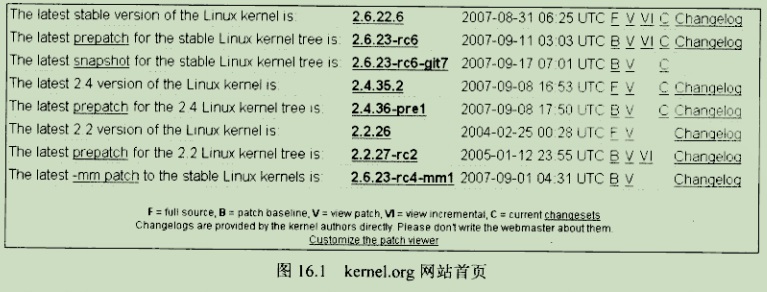 The latest stable version of the Linux kernel is: 2.6.22.6 2007-08-31 06:25 UTC F V VI C Changelog
The latest prepatch for the stable Linux kernel tree is: 2.6.23-rc6 2007-09-11 03:03 UTC B V VI C Changelog
The latest snapshot for the stable Linux kernel tree is: 2.6.23-rc6-git7 2007-09-17 07:01 UTC B V C
The latest 2.4 version of the Linux kernel is: 2.4.35.2 2007-09-08 16:53 UTC F V C Changelog
The latest prepatch for the 2.4 Linux kernel tree is: 2.4.36-pre1 2007-09-08 17:50 UTC B V C Changelog
The latest 2.2 version of the Linux kernel is: 2.2.26 2004-02-25 00:28 UTC F V Changelog
The latest prepatch for the 2.2 Linux kernel tree is: 2.2.27-rc2 2005-01-12 23:55 UTC B V VI Changelog
The latest -mm patch to the stable Linux kernels is: 2.6.23-rc4-mm1 2007-09-01 04:31 UTC B V Changelog
F = full source, B = patch baseline, V = view patch, VI = view incremental, C = current changesets
Changelogs are provided by the kernel authors directly. Please don't write the webmaster about them.
Customize the patch viewer
图 16.1 kernel.org 网站首页